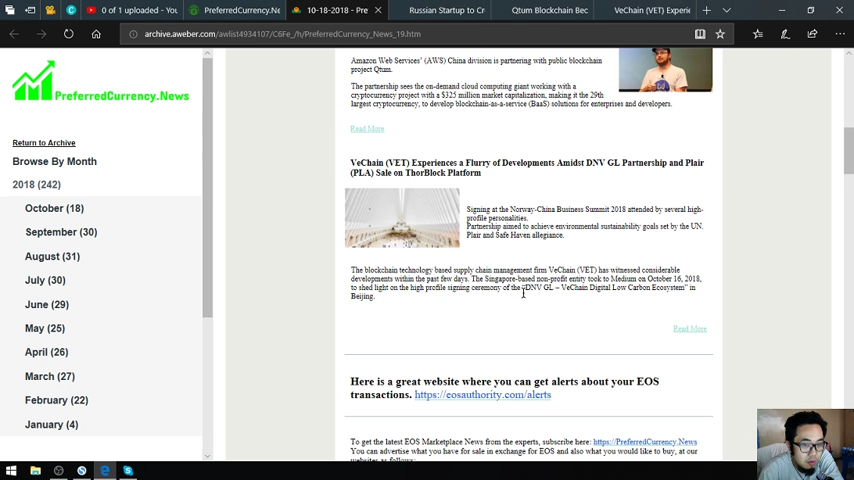 0 of 1 uploaded - You
PreferredCurrency.Ne
10-18-2018 - Pre
Russian Startup to Cr
Qtum Blockchain Bec
VeChain (VET) Experie
archive.aweber.com/awlist4934107/C6Fe_/h/PreferredCurrency_News_19.htm
PreferredCurrency.News
Return to Archive
Browse By Month
2018 (242)
October (18)
September (30)
August (31)
July (30)
June (29)
May (25)
April (26)
March (27)
February (22)
January (4)
Amazon Web Services' (AWS) China division is partnering with public blockchain
project Qtum.
The partnership sees the on-demand cloud computing giant working with a
cryptocurrency project with a $325 million market capitalization, making it the 29th
largest cryptocurrency, to develop blockchain-as-a-service (BaaS) solutions for enterprises and developers.
Read More
VeChain (VET) Experiences a Flurry of Developments Amidst DNV GL Partnership and Plair
(PLA) Sale on ThorBlock Platform
Signing at the Norway-China Business Summit 2018 attended by several high-
profile personalities.
Partnership aimed to achieve environmental sustainability goals set by the UN.
Plair and Safe Haven allegiance.
The blockchain technology based supply chain management firm VeChain (VET) has witnessed considerable
developments within the past few days. The Singapore-based non-profit entity took to Medium on October 16, 2018,
to shed light on the high profile signing ceremony of the "DNV GL – VeChain Digital Low Carbon Ecosystem" in
Beijing.
Read More
Here is a great website where you can get alerts about your EOS
transactions. https://eosauthority.com/alerts
To get the latest EOS Marketplace News from the experts, subscribe here: https://PreferredCurrency.News
You can advertise what you have for sale in exchange for EOS and also what you would like to buy, at our
websites as follows: